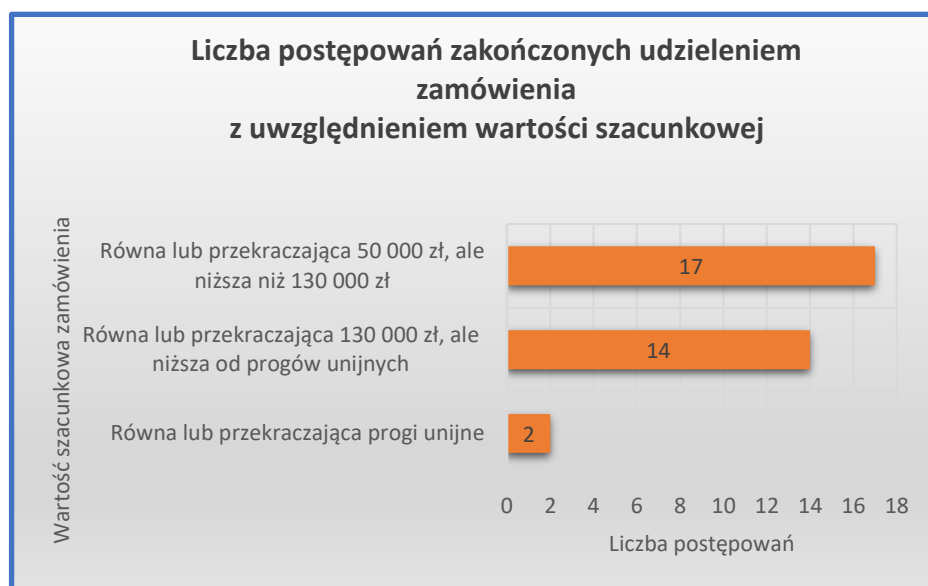 Liczba postępowań zakończonych udzieleniem
zamówienia
z uwzględnieniem wartości szacunkowej
Wartość szacunkowa zamówienia
Równa lub przekraczająca 50 000 zł, ale
niższa niż 130 000 zł
17
Równa lub przekraczająca 130 000 zł, ale
niższa od progów unijnych
14
Równa lub przekraczająca progi unijne
2
0 2 4 6 8 10 12 14 16 18
Liczba postępowań